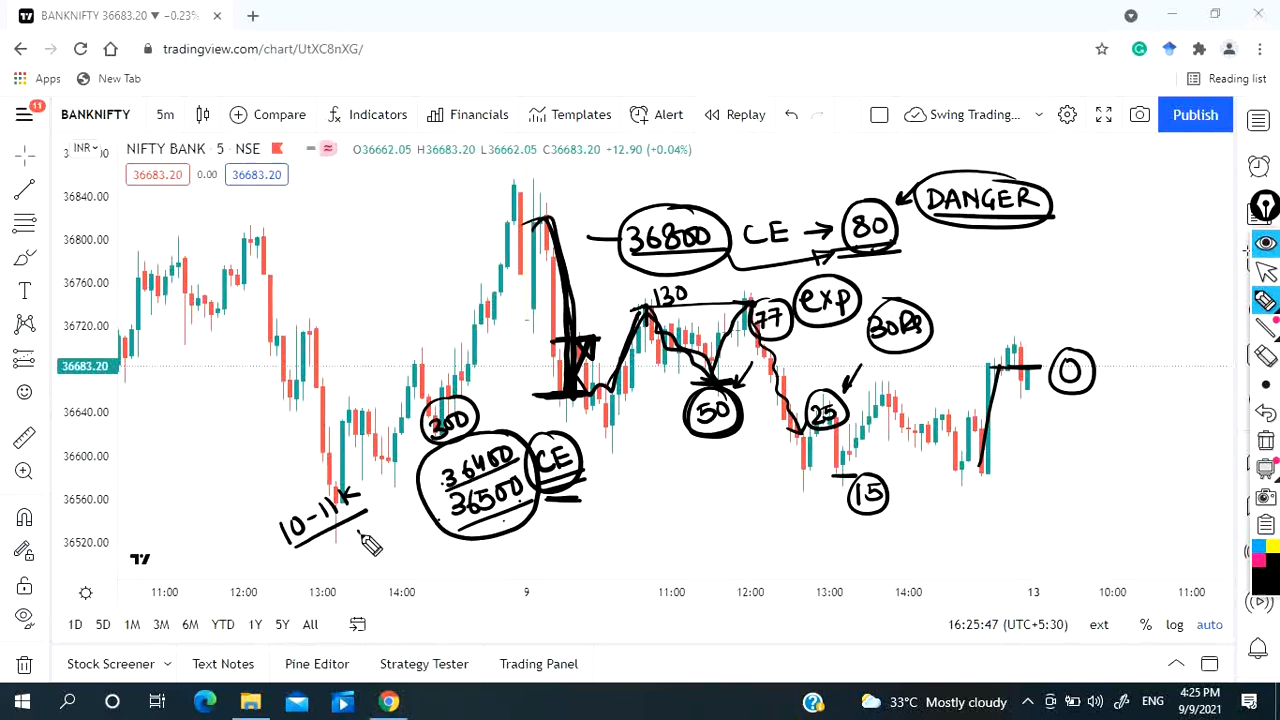 BANKNIFTY 36683.20 ▼ −0.23%
tradingview.com/chart/UtXC8nXG/
Apps New Tab Reading list
11
BANKNIFTY 5m Compare Indicators Financials Templates Alert Replay Swing Trading... Publish
INR
NIFTY BANK · 5 · NSE O36662.05 H36683.20 L36662.05 C36683.20 +12.90 (+0.04%)
36683.20 0.00 36683.20
36840.00
36800.00
36760.00
36720.00
36683.20
36640.00
36600.00
36560.00
36520.00
DANGER
36800 CE → 80
130
77
exp
30Rs
0
50
25
300
36400
36500
CE
15
10-11K
11:00 12:00 13:00 14:00 9 11:00 12:00 13:00 14:00 13 10:00 11:00
1D 5D 1M 3M 6M YTD 1Y 5Y All 16:25:47 (UTC+5:30) ext % log auto
Stock Screener Text Notes Pine Editor Strategy Tester Trading Panel
33°C Mostly cloudy ENG 4:25 PM
9/9/2021